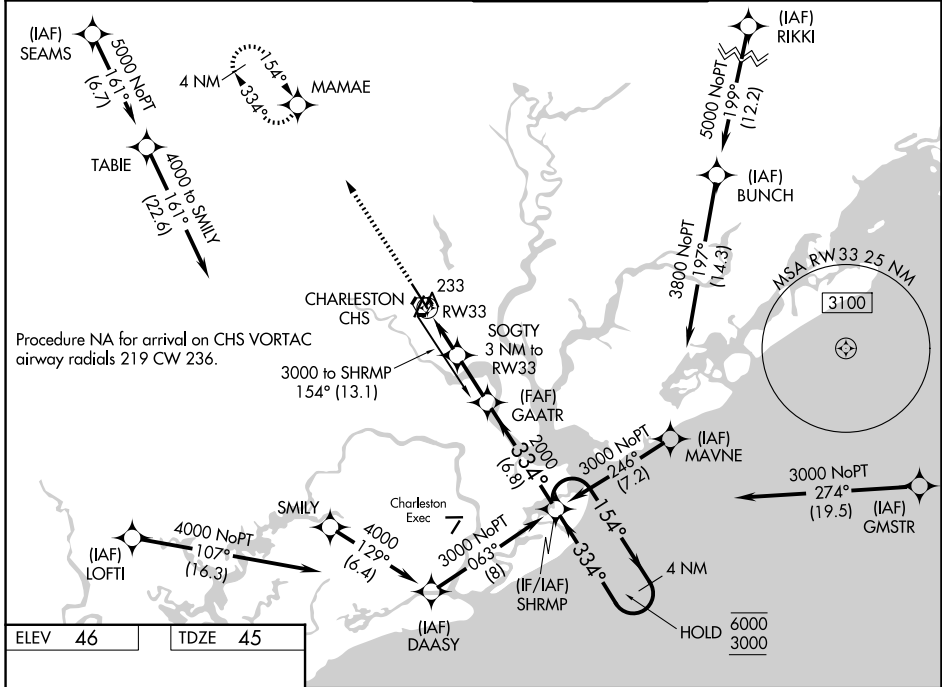 (IAF)
SEAMS
5000 NoPT
161°
(6.7)
TABIE
4000 to SMILY
161°
(22.6)
4 NM
154°
334°
MAMAE
(IAF)
RIKKI
5000 NoPT
199°
(12.2)
(IAF)
BUNCH
3800 NoPT
197°
(14.3)
MSA RW33 25 NM
3100
CHARLESTON
CHS
233
RW33
Procedure NA for arrival on CHS VORTAC
airway radials 219 CW 236.
SOGTY
3 NM to
RW33
3000 to SHRMP
154° (13.1)
(FAF)
GAATR
2000
334°
(6.8)
3000 NoPT
246°
(7.2)
(IAF)
MAVNE
3000 NoPT
274°
(19.5)
(IAF)
GMSTR
(IAF)
LOFTI
4000 NoPT
107°
(16.3)
SMILY
4000
129°
(6.4)
Charleston
Exec
3000 NoPT
063°
(8)
(IAF)
DAASY
(IF/IAF)
SHRMP
154°
334°
4 NM
HOLD
6000
3000
ELEV 46
TDZE 45